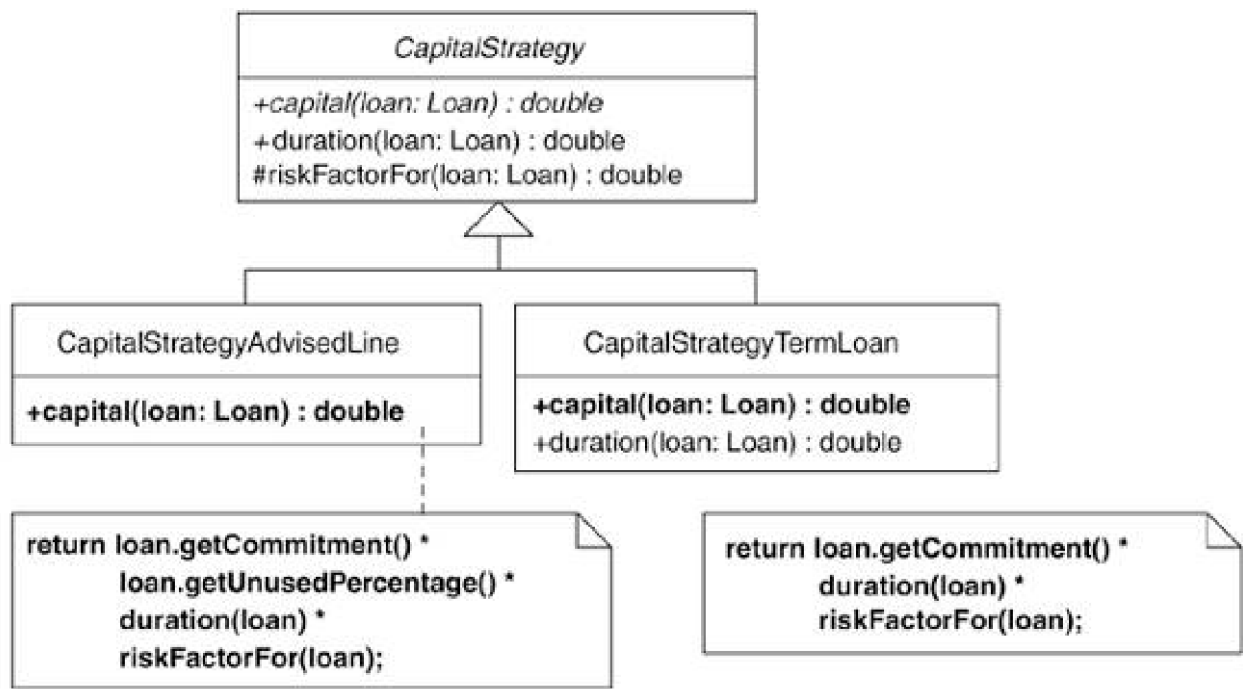 CapitalStrategy
+capital(loan: Loan) : double
+duration(loan: Loan) : double
#riskFactorFor(loan: Loan) : double
CapitalStrategyAdvisedLine
+capital(loan: Loan) : double
CapitalStrategyTermLoan
+capital(loan: Loan) : double
+duration(loan: Loan) : double
return loan.getCommitment() *
loan.getUnusedPercentage() *
duration(loan) *
riskFactorFor(loan);
return loan.getCommitment() *
duration(loan) *
riskFactorFor(loan);